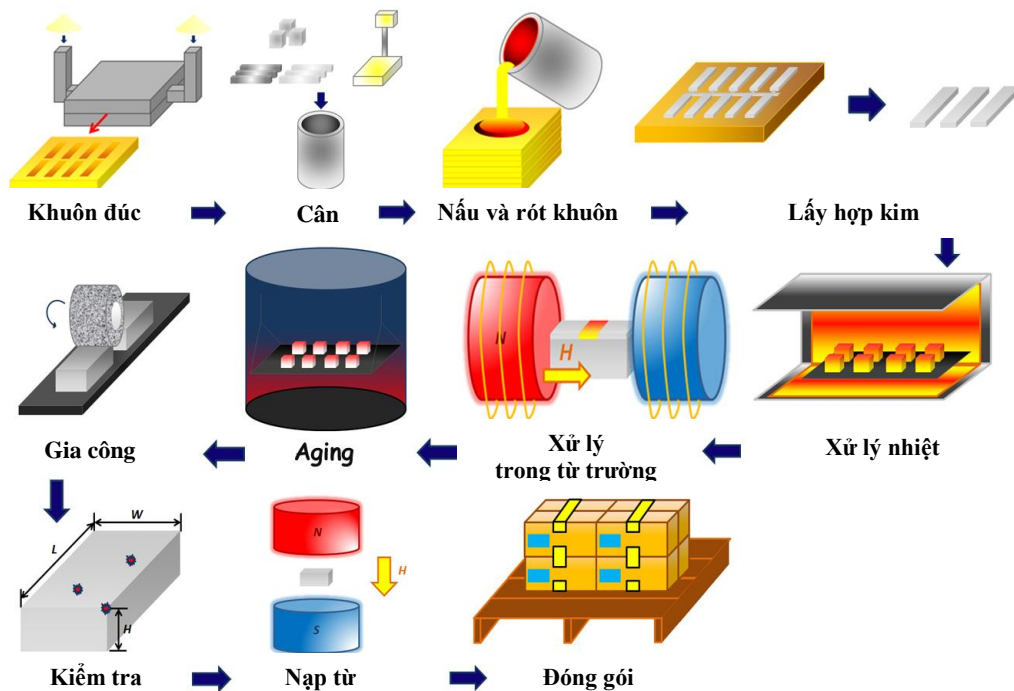 Khuôn đúc
Cân
Nấu và rót khuôn
Lấy hợp kim
N
H
Gia công
Aging
Xử lý
trong từ trường
Xử lý nhiệt
W
L
H
N
H
S
Kiểm tra
Nạp từ
Đóng gói